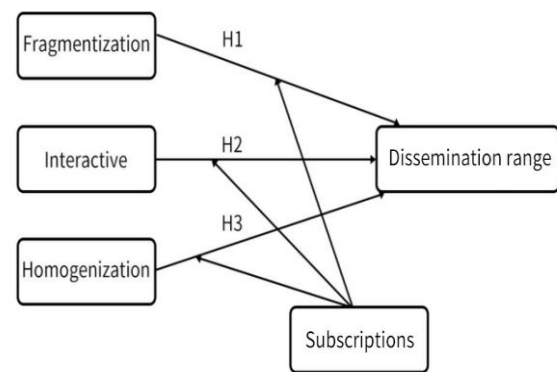 Fragmentization
H1
Interactive
H2
Dissemination range
H3
Homogenization
Subscriptions